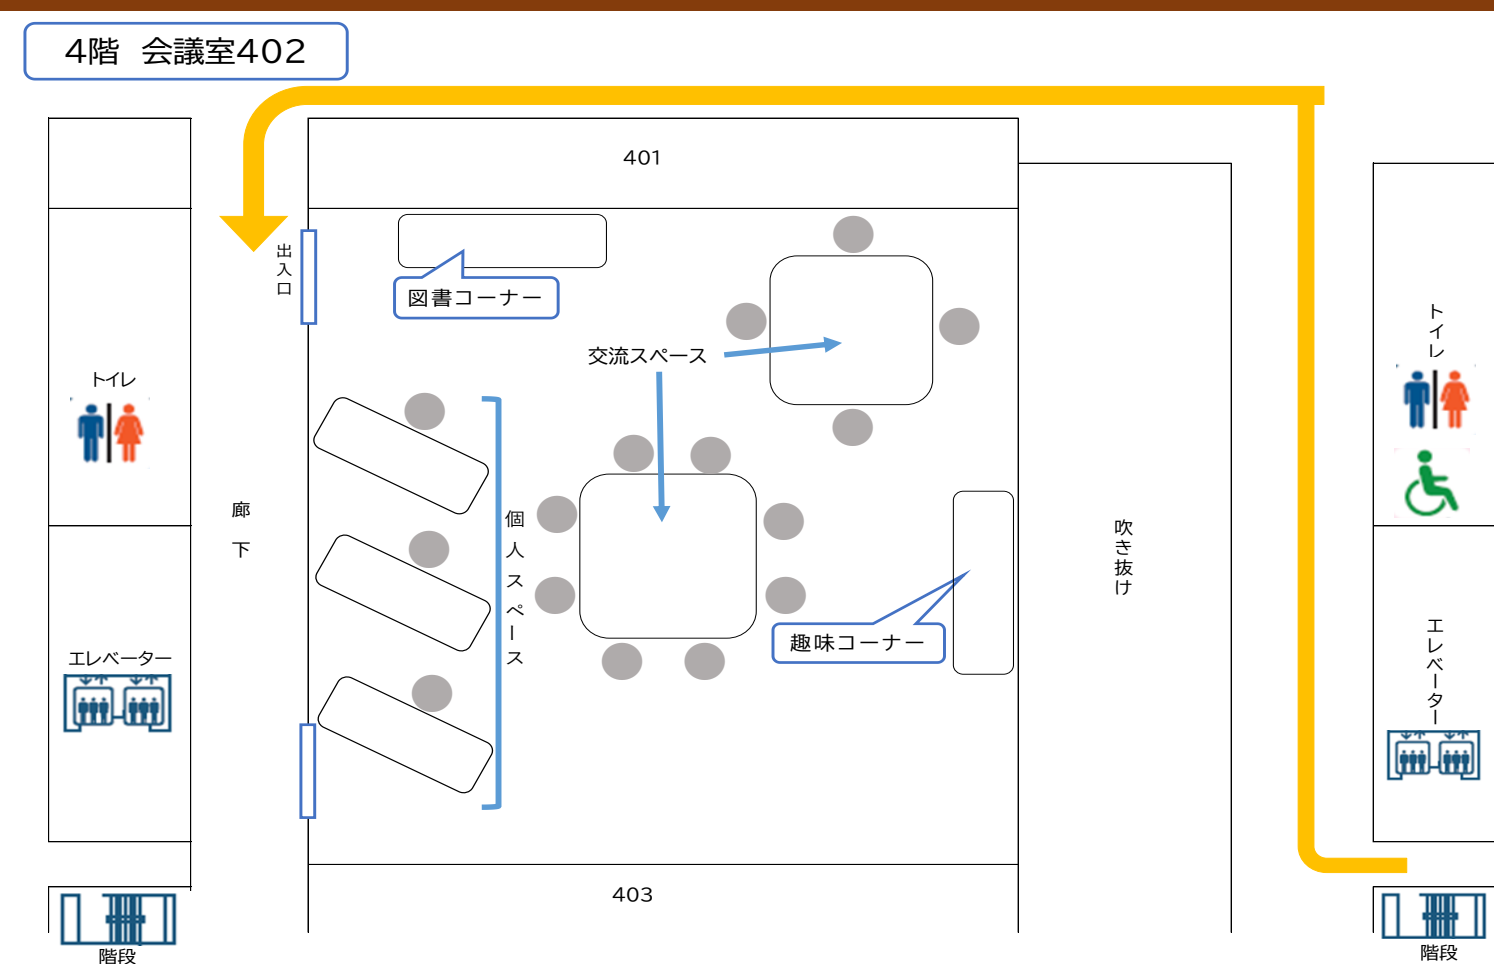 4階 会議室402
401
出入口
図書コーナー
交流スペース
トイレ
トイレ
廊下
個人スペース
吹き抜け
趣味コーナー
エレベーター
エレベーター
403
階段
階段